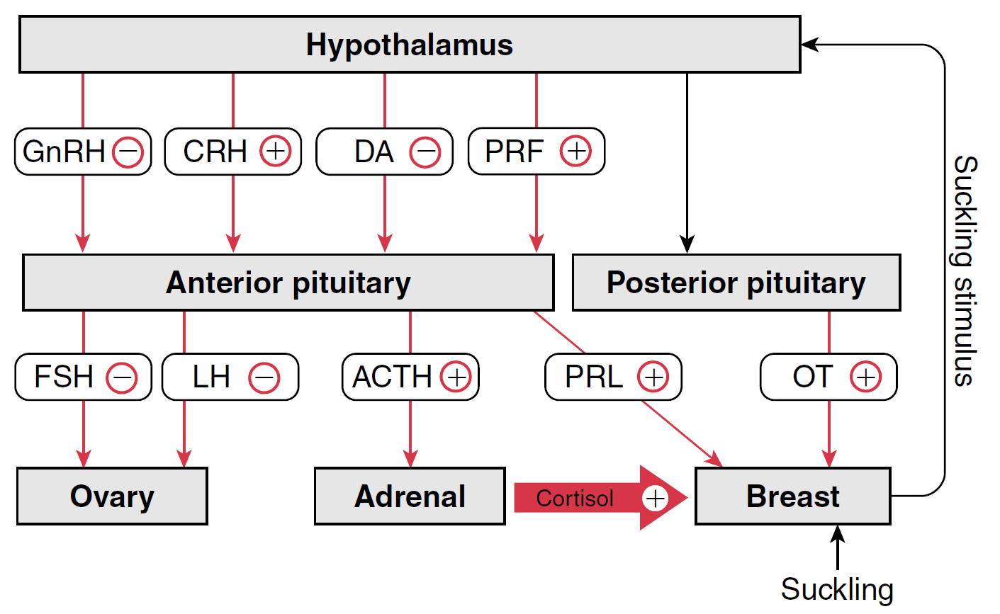 Hypothalamus
GnRH −
CRH +
DA −
PRF +
Suckling stimulus
Anterior pituitary
Posterior pituitary
FSH −
LH −
ACTH +
PRL +
OT +
Ovary
Adrenal
Cortisol +
Breast
Suckling